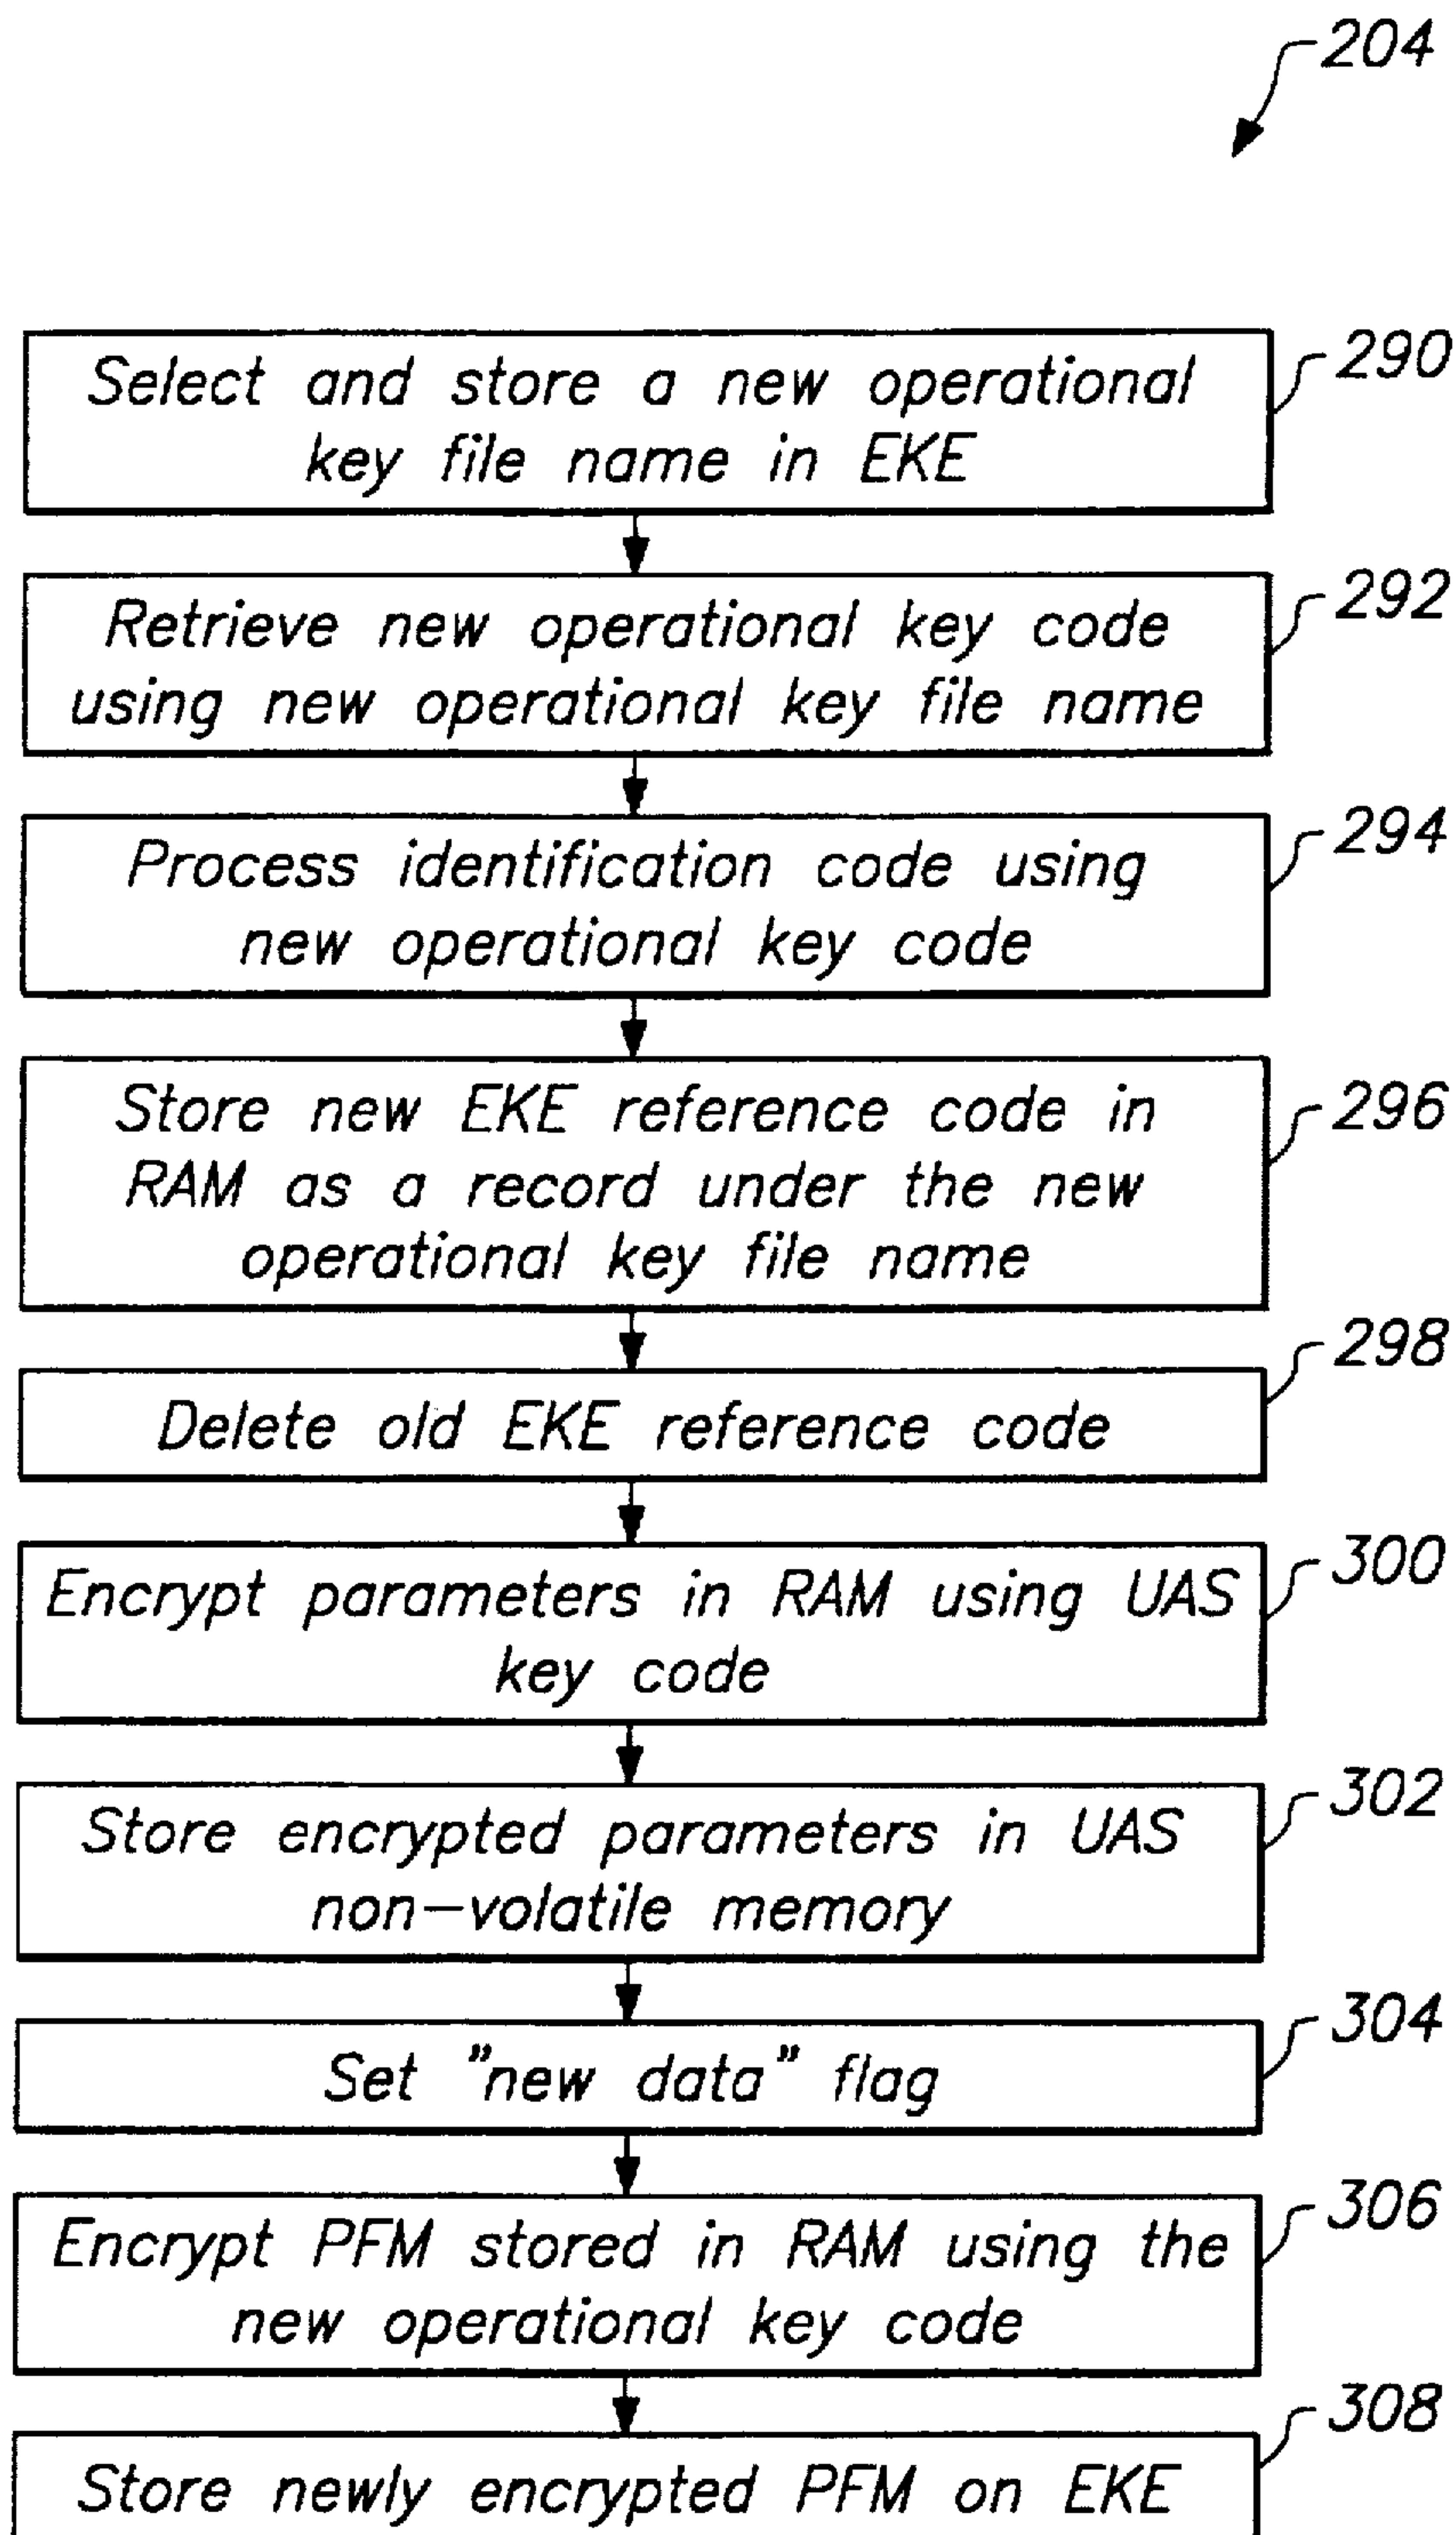 204
290
Select and store a new operational
key file name in EKE
292
Retrieve new operational key code
using new operational key file name
294
Process identification code using
new operational key code
296
Store new EKE reference code in
RAM as a record under the new
operational key file name
298
Delete old EKE reference code
300
Encrypt parameters in RAM using UAS
key code
302
Store encrypted parameters in UAS
non-volatile memory
304
Set "new data" flag
306
Encrypt PFM stored in RAM using the
new operational key code
308
Store newly encrypted PFM on EKE